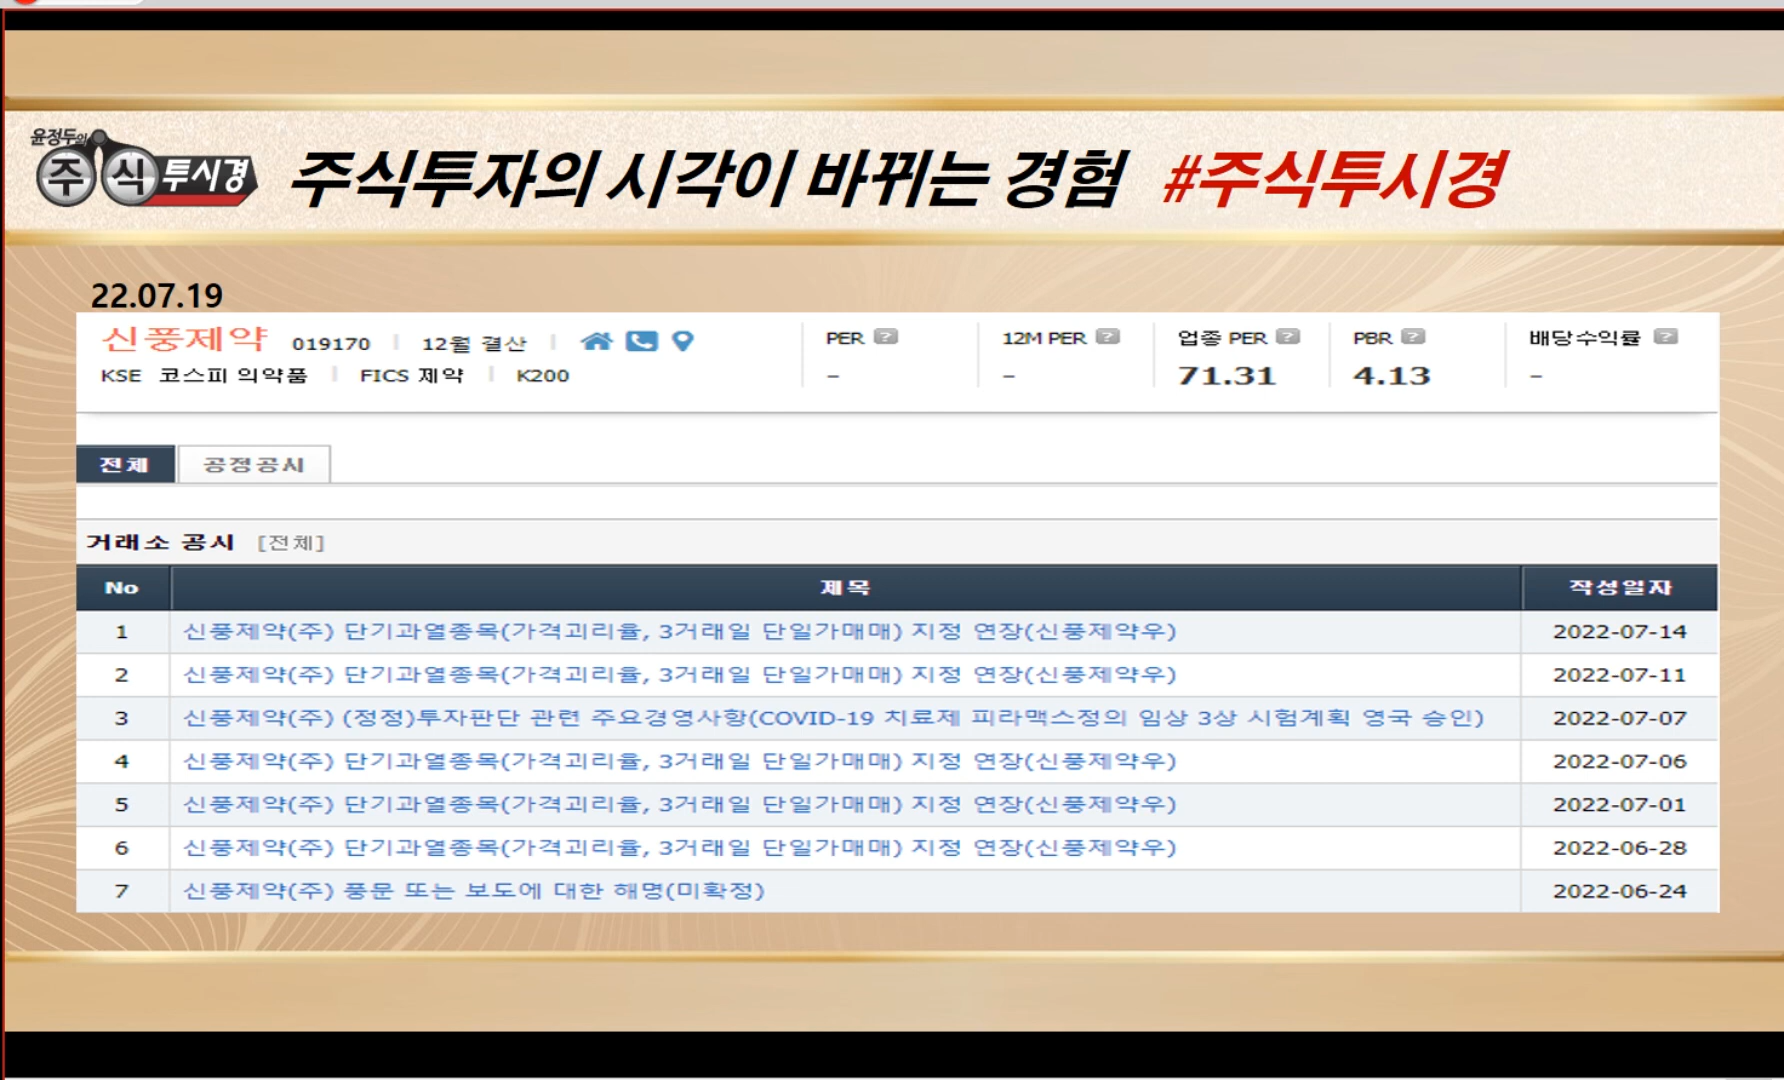 윤정두의
주식투시경
주식투자의 시각이 바뀌는 경험 #주식투시경
22.07.19
신풍제약 019170 12월 결산
KSE 코스피 의약품 FICS 제약 K200
PER ? 12M PER ? 업종 PER ? PBR ? 배당수익률 ?
- - 71.31 4.13 -
전체 공정공시
거래소 공시 [전체]
No 제목 작성일자
1 신풍제약(주) 단기과열종목(가격괴리율, 3거래일 단일가매매) 지정 연장(신풍제약우) 2022-07-14
2 신풍제약(주) 단기과열종목(가격괴리율, 3거래일 단일가매매) 지정 연장(신풍제약우) 2022-07-11
3 신풍제약(주) (정정)투자판단 관련 주요경영사항(COVID-19 치료제 피라맥스정의 임상 3상 시험계획 영국 승인) 2022-07-07
4 신풍제약(주) 단기과열종목(가격괴리율, 3거래일 단일가매매) 지정 연장(신풍제약우) 2022-07-06
5 신풍제약(주) 단기과열종목(가격괴리율, 3거래일 단일가매매) 지정 연장(신풍제약우) 2022-07-01
6 신풍제약(주) 단기과열종목(가격괴리율, 3거래일 단일가매매) 지정 연장(신풍제약우) 2022-06-28
7 신풍제약(주) 풍문 또는 보도에 대한 해명(미확정) 2022-06-24